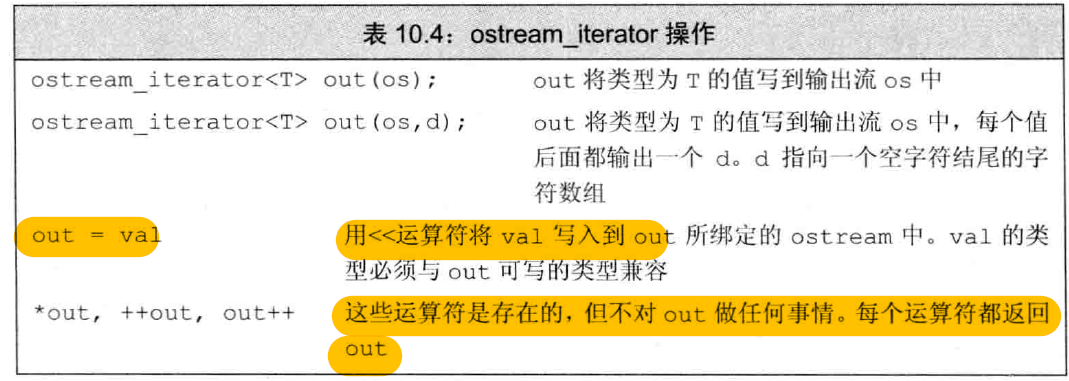 表 10.4：ostream_iterator 操作
ostream_iterator<T> out(os); out 将类型为 T 的值写到输出流 os 中
ostream_iterator<T> out(os,d); out 将类型为 T 的值写到输出流 os 中，每个值
后面都输出一个 d。d 指向一个空字符结尾的字
符数组
out = val 用<<运算符将 val 写入到 out 所绑定的 ostream 中。val 的类
型必须与 out 可写的类型兼容
*out, ++out, out++ 这些运算符是存在的，但不对 out 做任何事情。每个运算符都返回
out